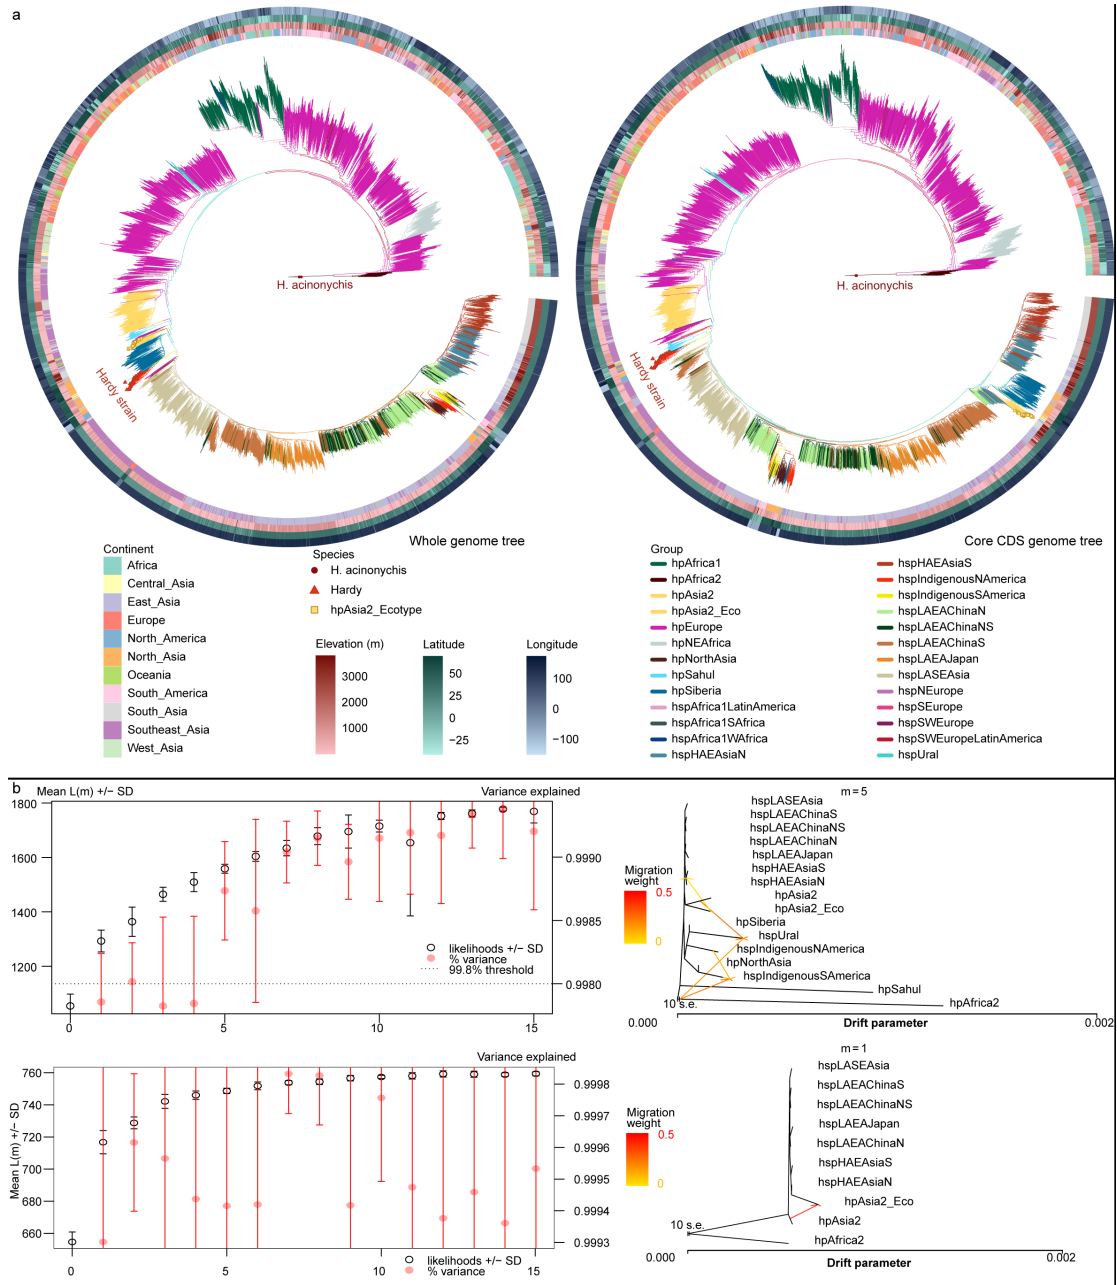 a
H. acinonychis
H. acinonychis
Hardy strain
Hardy strain
Whole genome tree
Core CDS genome tree
Continent
Africa
Central_Asia
East_Asia
Europe
North_America
North_Asia
Oceania
South_America
South_Asia
Southeast_Asia
West_Asia
Species
H. acinonychis
Hardy
hpAsia2_Ecotype
Elevation (m)
3000
2000
1000
Latitude
50
25
0
−25
Longitude
100
0
−100
Group
hpAfrica1
hpAfrica2
hpAsia2
hpAsia2_Eco
hpEurope
hpNEAfrica
hpNorthAsia
hpSahul
hpSiberia
hspAfrica1LatinAmerica
hspAfrica1SAfrica
hspAfrica1WAfrica
hspHAEAsiaN
hspHAEAsiaS
hspIndigenousNAmerica
hspIndigenousSAmerica
hspLAEAChinaN
hspLAEAChinaNS
hspLAEAChinaS
hspLAEAJapan
hspLASEAsia
hspNEurope
hspSEurope
hspSWEurope
hspSWEuropeLatinAmerica
hspUral
b
Mean L(m) +/− SD
Variance explained
1800
1600
1400
1200
0.9990
0.9985
0.9980
likelihoods +/− SD
% variance
99.8% threshold
0
5
10
15
m = 5
hspLASEAsia
hspLAEAChinaS
hspLAEAChinaNS
hspLAEAChinaN
hspLAEAJapan
hspHAEAsiaS
hspHAEAsiaN
hpAsia2
hpAsia2_Eco
hpSiberia
hspUral
hspIndigenousNAmerica
hpNorthAsia
hspIndigenousSAmerica
hpSahul
hpAfrica2
Migration
weight
0.5
0
10 s.e.
0.000
Drift parameter
0.002
Variance explained
Mean L(m) +/− SD
760
740
720
700
680
660
0.9998
0.9997
0.9996
0.9995
0.9994
0.9993
0
5
10
15
likelihoods +/− SD
% variance
m = 1
hspLASEAsia
hspLAEAChinaS
hspLAEAChinaNS
hspLAEAJapan
hspLAEAChinaN
hspHAEAsiaS
hspHAEAsiaN
hpAsia2_Eco
hpAsia2
hpAfrica2
Migration
weight
0.5
0
10 s.e.
0.000
Drift parameter
0.002